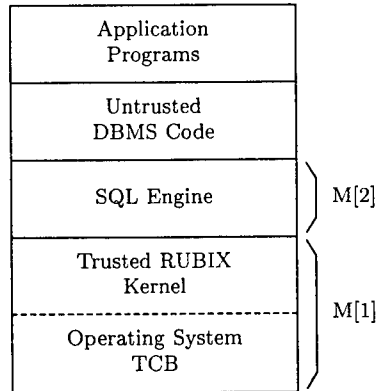 Application
Programs
Untrusted
DBMS Code
SQL Engine
M[2]
Trusted RUBIX
Kernel
M[1]
Operating System
TCB